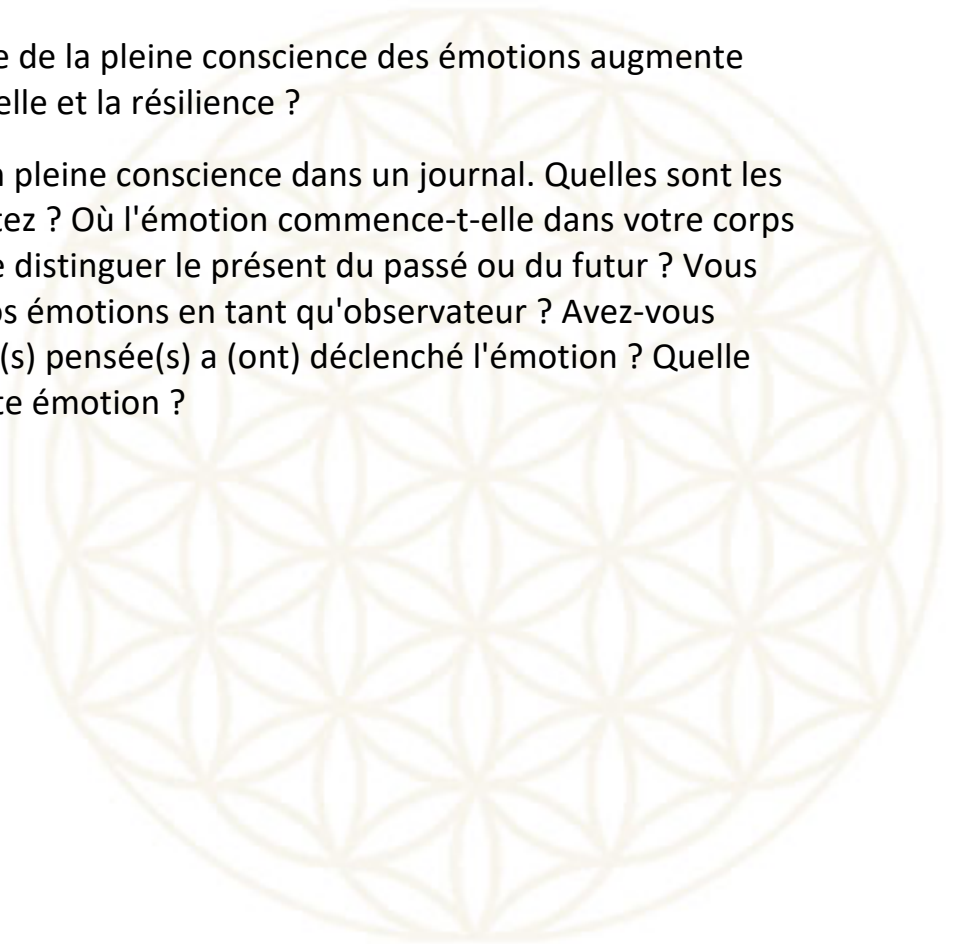 e de la pleine conscience des émotions augmente
elle et la résilience ?
pleine conscience dans un journal. Quelles sont les
tez ? Où l'émotion commence-t-elle dans votre corps
e distinguer le présent du passé ou du futur ? Vous
os émotions en tant qu'observateur ? Avez-vous
(s) pensée(s) a (ont) déclenché l'émotion ? Quelle
te émotion ?